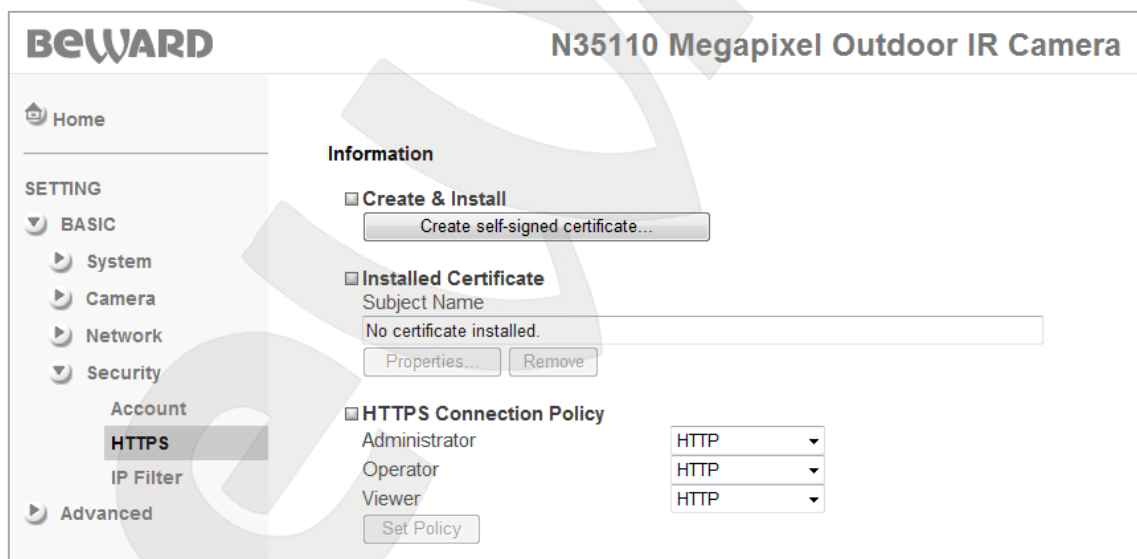 BEWARD
N35110 Megapixel Outdoor IR Camera
Home
SETTING
BASIC
System
Camera
Network
Security
Account
HTTPS
IP Filter
Advanced
Information
Create & Install
Create self-signed certificate...
Installed Certificate
Subject Name
No certificate installed.
Properties... Remove
HTTPS Connection Policy
Administrator HTTP
Operator HTTP
Viewer HTTP
Set Policy